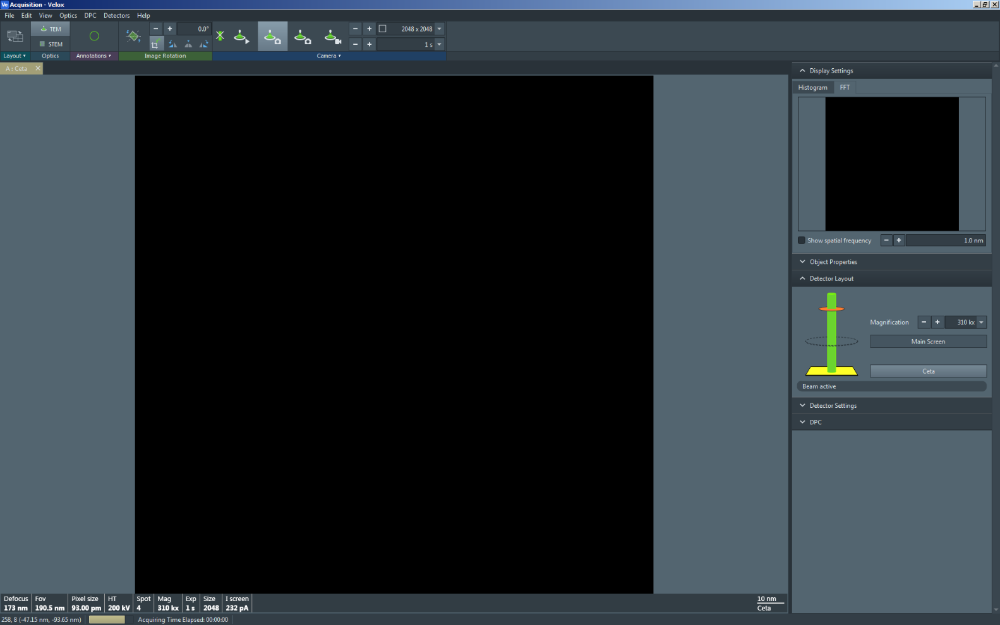 Ve Acquisition - Velox
File Edit View Optics DPC Detectors Help
TEM
STEM
0.0°
2048 x 2048
1 s
Layout
Optics
Annotations
Image Rotation
Camera
A : Ceta
Display Settings
Histogram FFT
Show spatial frequency
1.0 nm
Object Properties
Detector Layout
Magnification
310 kx
Main Screen
Ceta
Beam active
Detector Settings
DPC
Defocus Fov Pixel size HT Spot Mag Exp Size I screen
173 nm 190.5 nm 93.00 pm 200 kV 4 310 kx 1 s 2048 232 pA
10 nm
Ceta
258, 8 (-47.15 nm, -93.65 nm) Acquiring Time Elapsed: 00:00:00